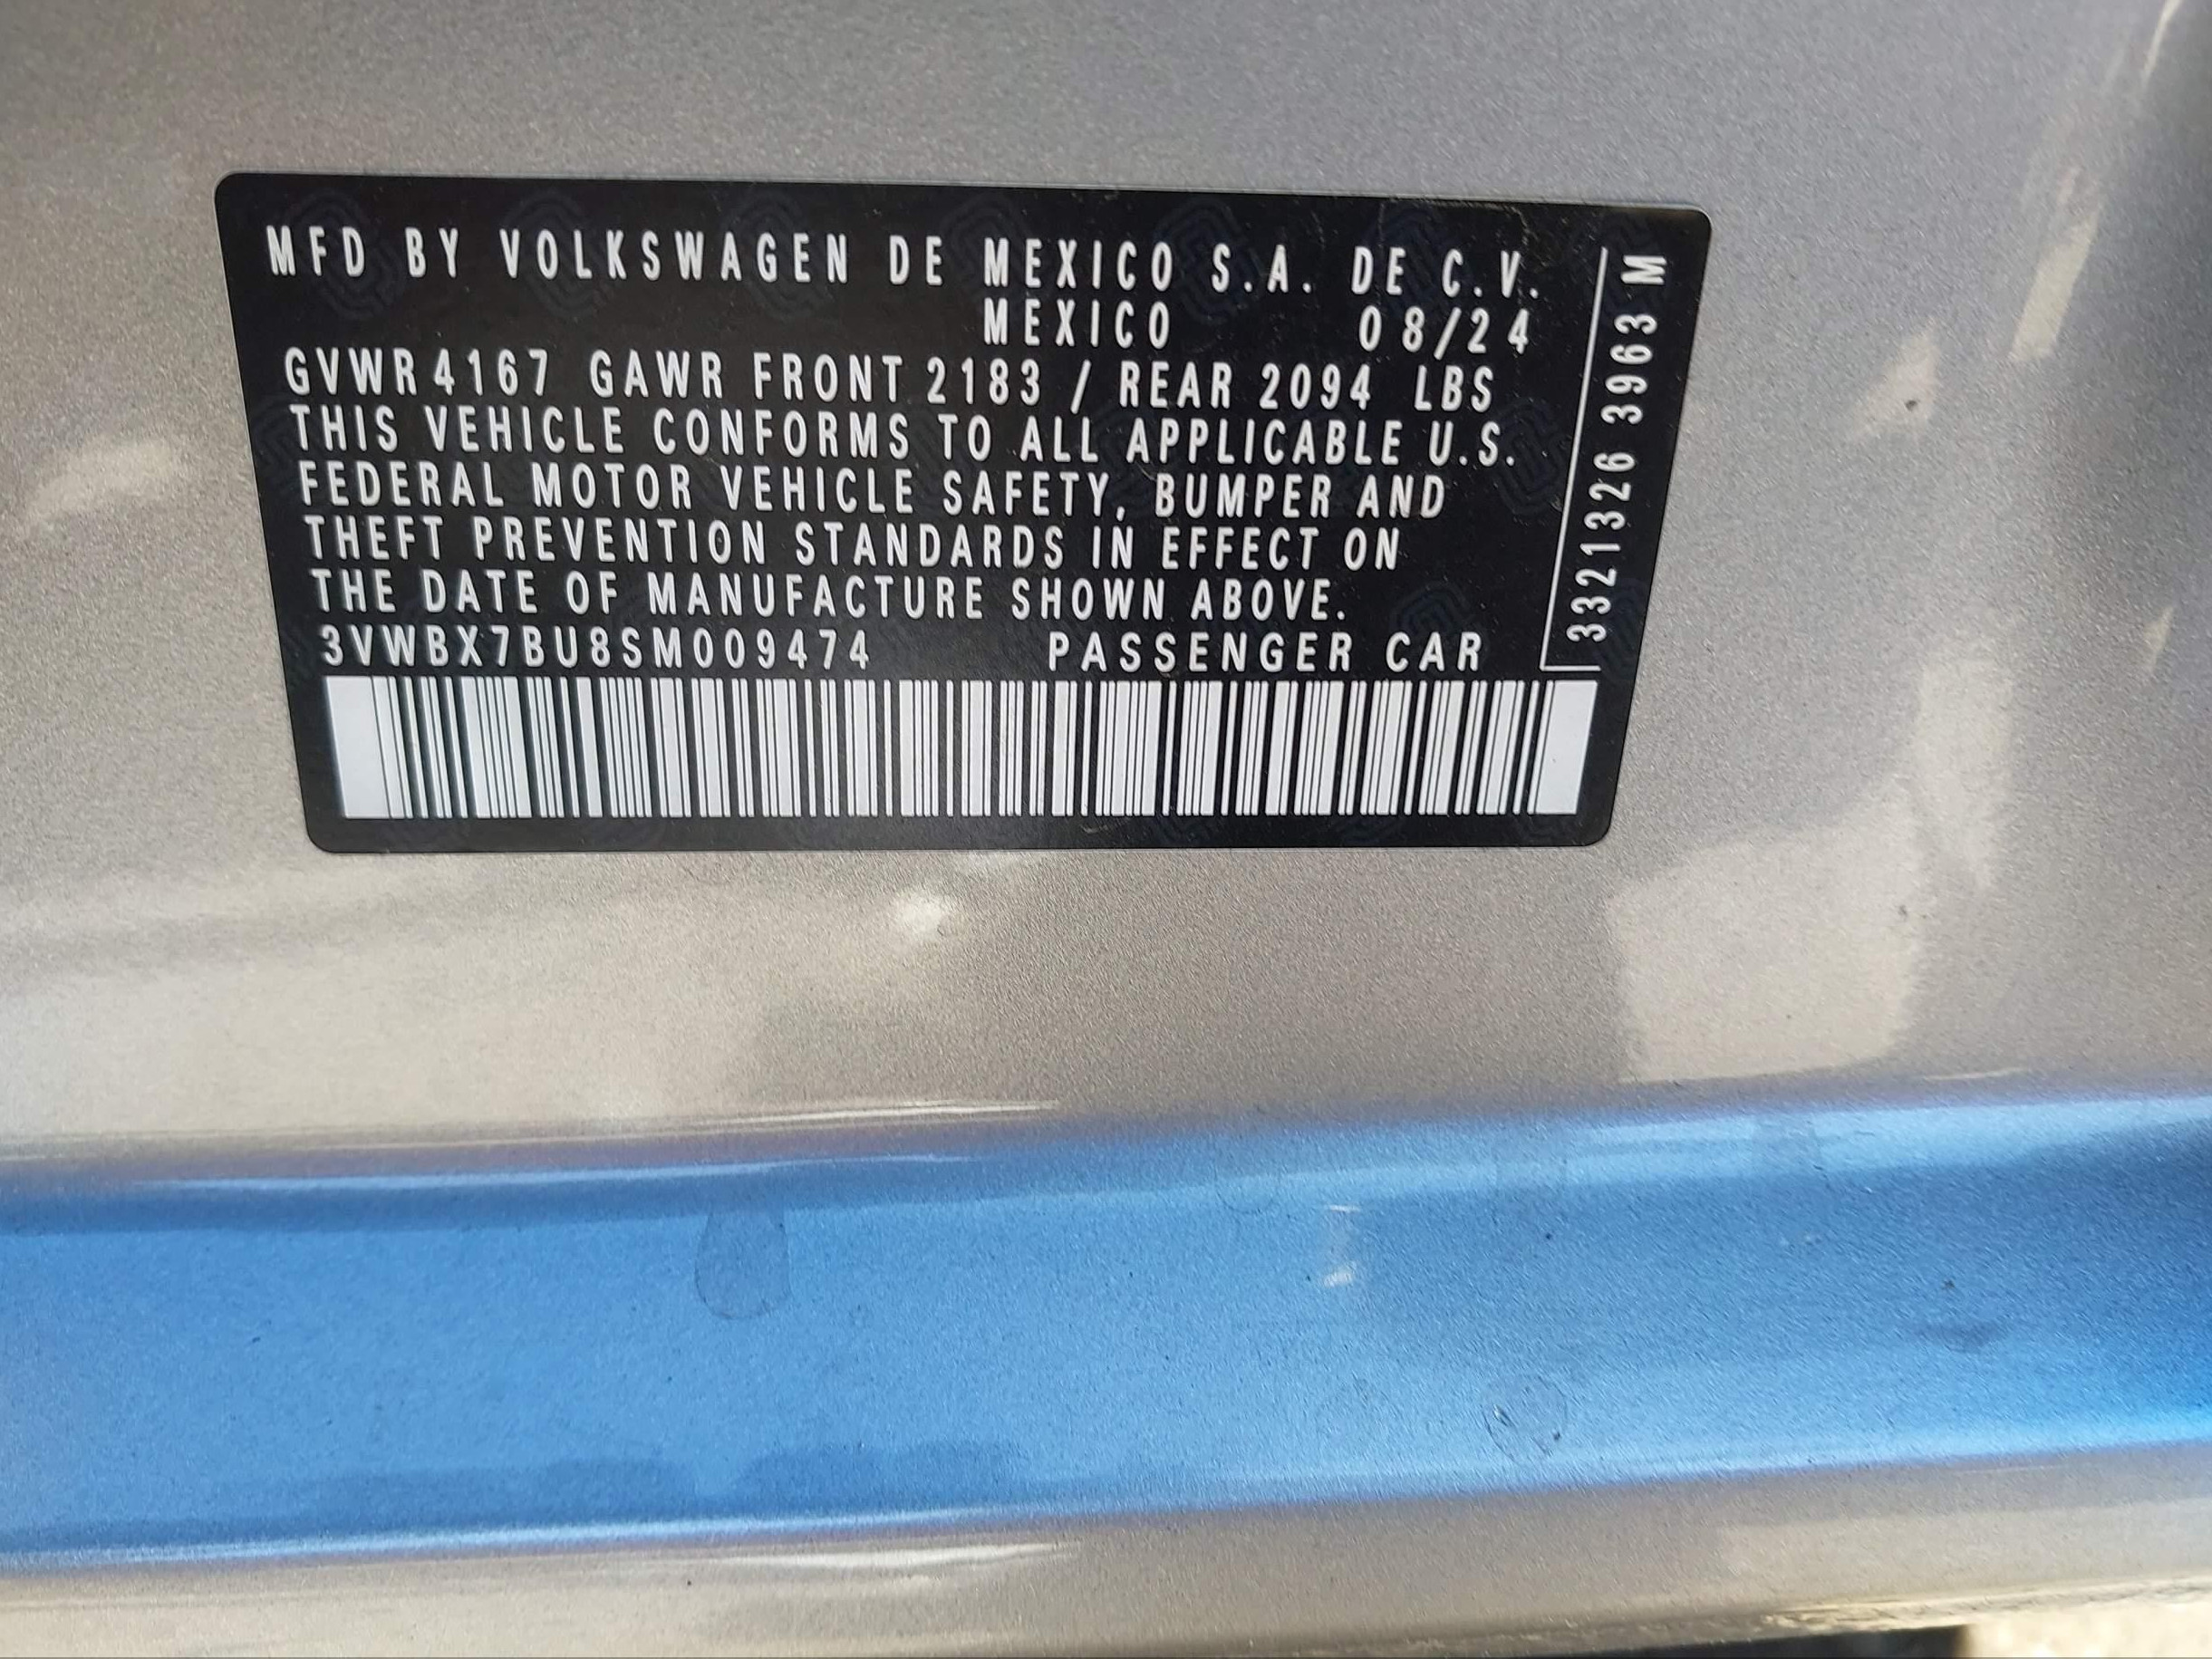 MFD BY VOLKSWAGEN DE MEXICO S.A. DE C.V.
MEXICO 08/24
GVWR 4167 GAWR FRONT 2183 / REAR 2094 LBS
THIS VEHICLE CONFORMS TO ALL APPLICABLE U.S.
FEDERAL MOTOR VEHICLE SAFETY, BUMPER AND
THEFT PREVENTION STANDARDS IN EFFECT ON
THE DATE OF MANUFACTURE SHOWN ABOVE.
3VWBX7BU8SM009474 PASSENGER CAR
3321326 3963 M